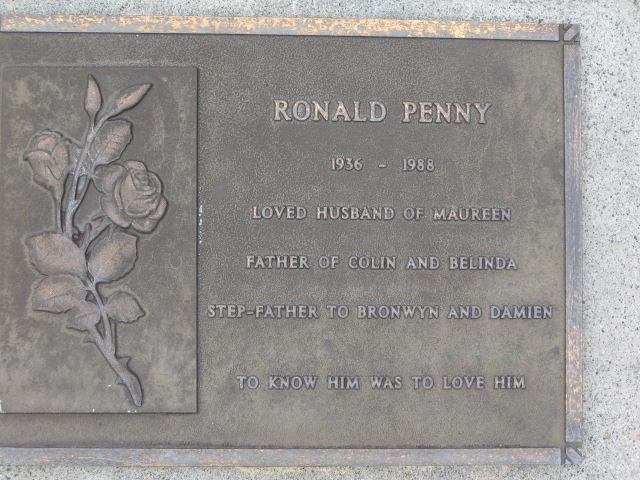 RONALD PENNY
1936 - 1988
LOVED HUSBAND OF MAUREEN
FATHER OF COLIN AND BELINDA
STEP-FATHER TO BRONWYN AND DAMIEN
TO KNOW HIM WAS TO LOVE HIM